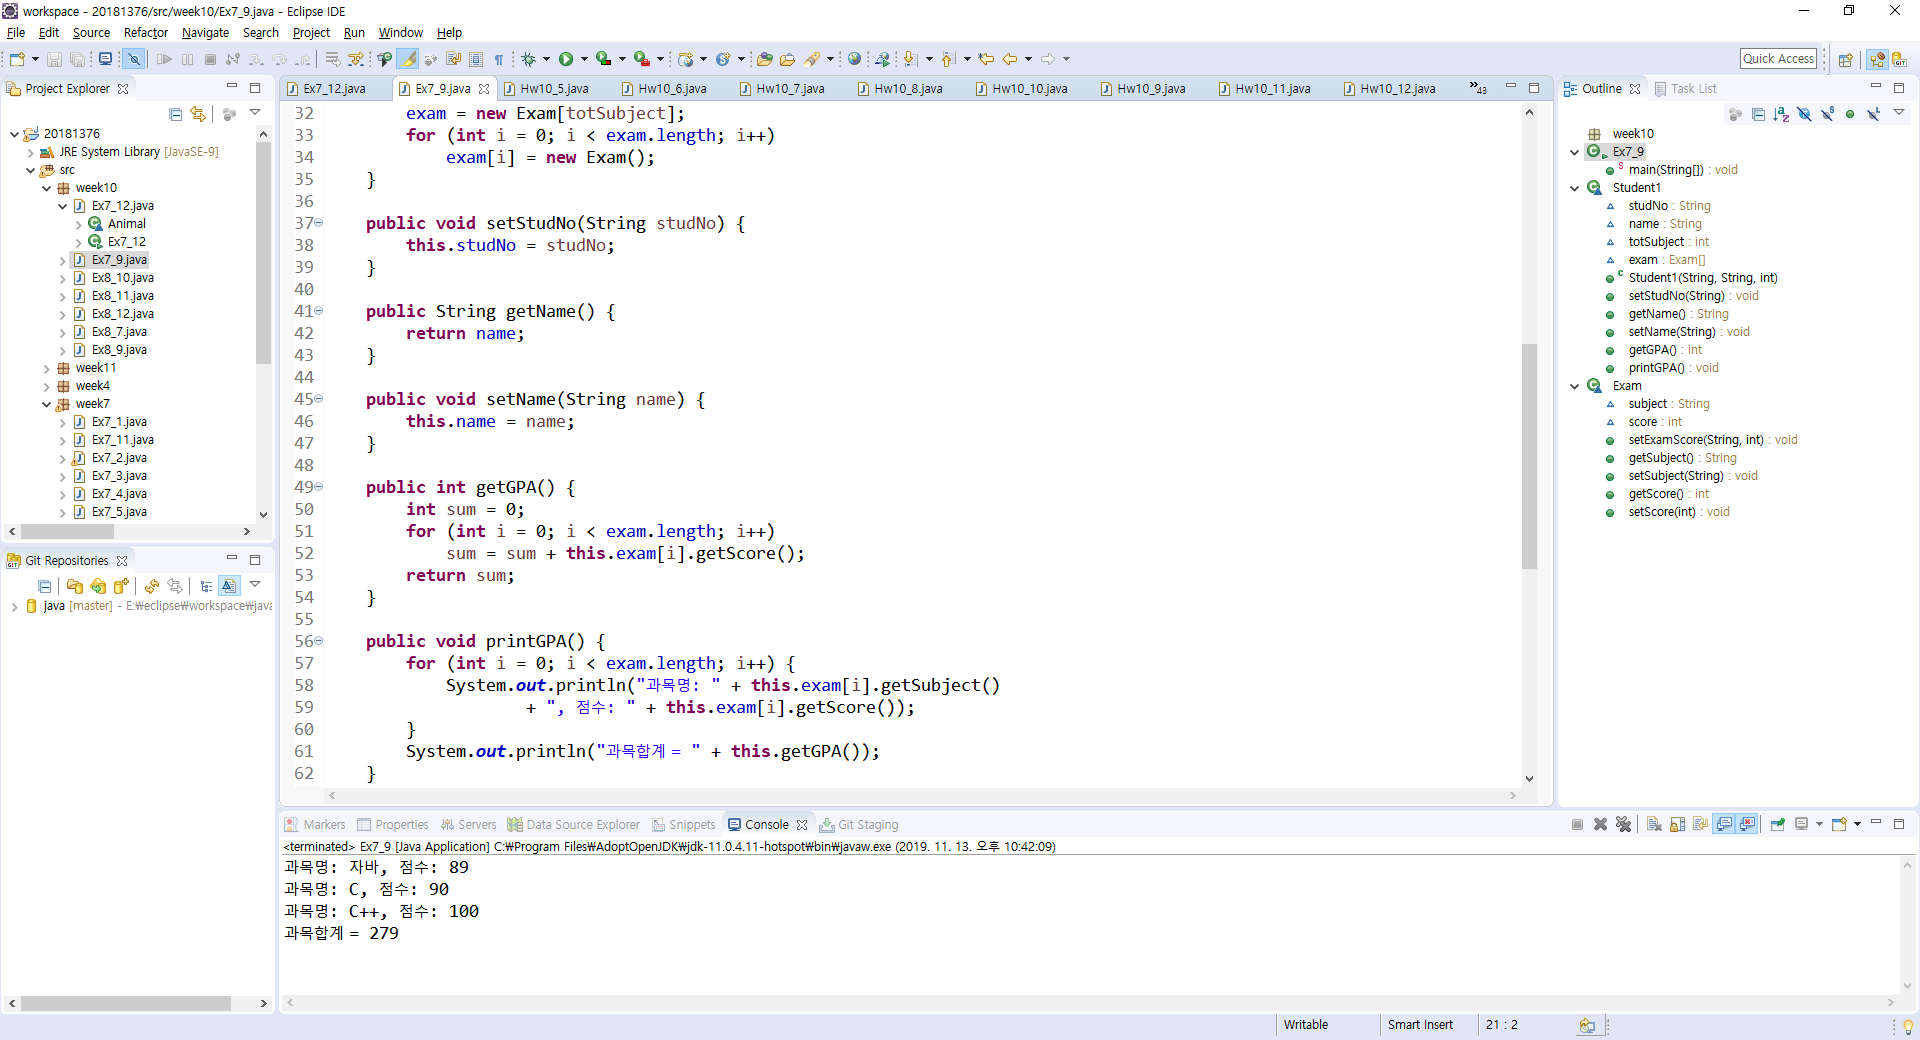 workspace - 20181376/src/week10/Ex7_9.java - Eclipse IDE
File Edit Source Refactor Navigate Search Project Run Window Help
Quick Access
Project Explorer
20181376
JRE System Library [JavaSE-9]
src
week10
Ex7_12.java
Animal
Ex7_12
Ex7_9.java
Ex8_10.java
Ex8_11.java
Ex8_12.java
Ex8_7.java
Ex8_9.java
week11
week4
week7
Ex7_1.java
Ex7_11.java
Ex7_2.java
Ex7_3.java
Ex7_4.java
Ex7_5.java
Git Repositories
java [master] - E:\eclipse\workspace\java
Ex7_12.java Ex7_9.java Hw10_5.java Hw10_6.java Hw10_7.java Hw10_8.java Hw10_10.java Hw10_9.java Hw10_11.java Hw10_12.java »43
32 exam = new Exam[totSubject];
33 for (int i = 0; i < exam.length; i++)
34 exam[i] = new Exam();
35 }
36
37 public void setStudNo(String studNo) {
38 this.studNo = studNo;
39 }
40
41 public String getName() {
42 return name;
43 }
44
45 public void setName(String name) {
46 this.name = name;
47 }
48
49 public int getGPA() {
50 int sum = 0;
51 for (int i = 0; i < exam.length; i++)
52 sum = sum + this.exam[i].getScore();
53 return sum;
54 }
55
56 public void printGPA() {
57 for (int i = 0; i < exam.length; i++) {
58 System.out.println("과목명: " + this.exam[i].getSubject()
59 + ", 점수: " + this.exam[i].getScore());
60 }
61 System.out.println("과목합계 = " + this.getGPA());
62 }
Outline Task List
week10
Ex7_9
main(String[]) : void
Student1
studNo : String
name : String
totSubject : int
exam : Exam[]
Student1(String, String, int)
setStudNo(String) : void
getName() : String
setName(String) : void
getGPA() : int
printGPA() : void
Exam
subject : String
score : int
setExamScore(String, int) : void
getSubject() : String
setSubject(String) : void
getScore() : int
setScore(int) : void
Markers Properties Servers Data Source Explorer Snippets Console Git Staging
<terminated> Ex7_9 [Java Application] C:\Program Files\AdoptOpenJDK\jdk-11.0.4.11-hotspot\bin\javaw.exe (2019. 11. 13. 오후 10:42:09)
과목명: 자바, 점수: 89
과목명: C, 점수: 90
과목명: C++, 점수: 100
과목합계 = 279
Writable Smart Insert 21 : 2